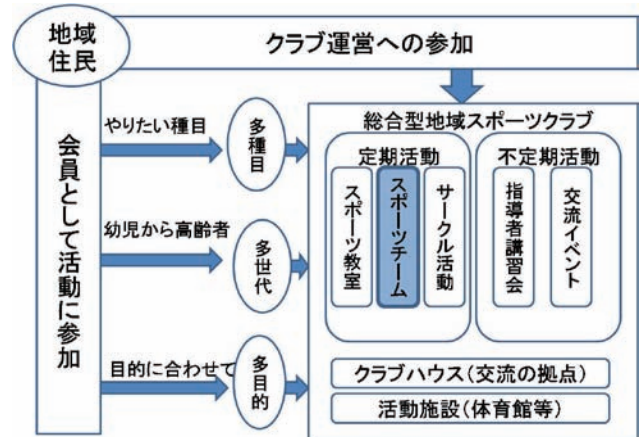 地域
住民
クラブ運営への参加
会員として活動に参加
やりたい種目
多種目
幼児から高齢者
多世代
目的に合わせて
多目的
総合型地域スポーツクラブ
定期活動
スポーツ教室
スポーツチーム
サークル活動
不定期活動
指導者講習会
交流イベント
クラブハウス(交流の拠点)
活動施設(体育館等)